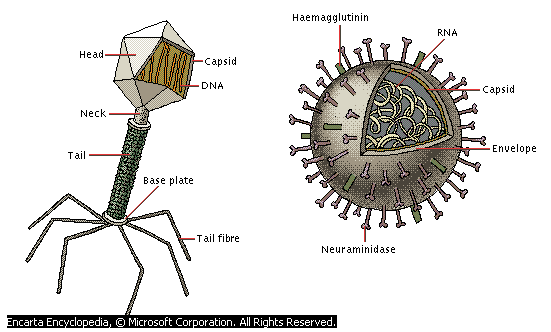 Haemagglutinin
RNA
Head
Capsid
DNA
Capsid
Neck
Envelope
Tail
Base plate
Tail fibre
Neuraminidase
Encarta Encyclopedia, © Microsoft Corporation. All Rights Reserved.